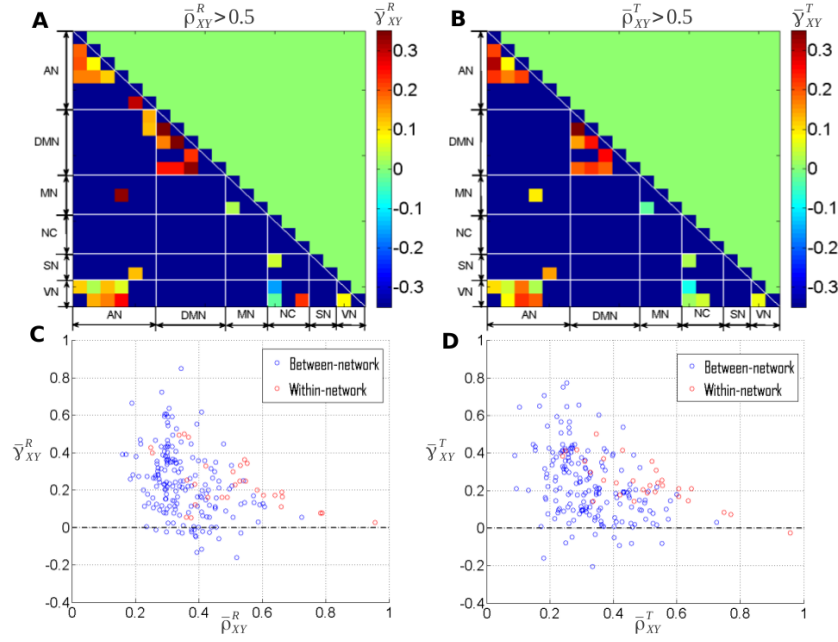 A
ρ̄ᴿ_XY > 0.5
γ̄ᴿ_XY
AN
DMN
MN
NC
SN
VN
AN DMN MN NC SN VN
0.3
0.2
0.1
0
-0.1
-0.2
-0.3
B
ρ̄ᵀ_XY > 0.5
γ̄ᵀ_XY
AN
DMN
MN
NC
SN
VN
AN DMN MN NC SN VN
0.3
0.2
0.1
0
-0.1
-0.2
-0.3
C
Between-network
Within-network
γ̄ᴿ_XY
1
0.8
0.6
0.4
0.2
0
-0.2
-0.4
0 0.2 0.4 0.6 0.8 1
ρ̄ᴿ_XY
D
Between-network
Within-network
γ̄ᵀ_XY
1
0.8
0.6
0.4
0.2
0
-0.2
-0.4
0 0.2 0.4 0.6 0.8 1
ρ̄ᵀ_XY